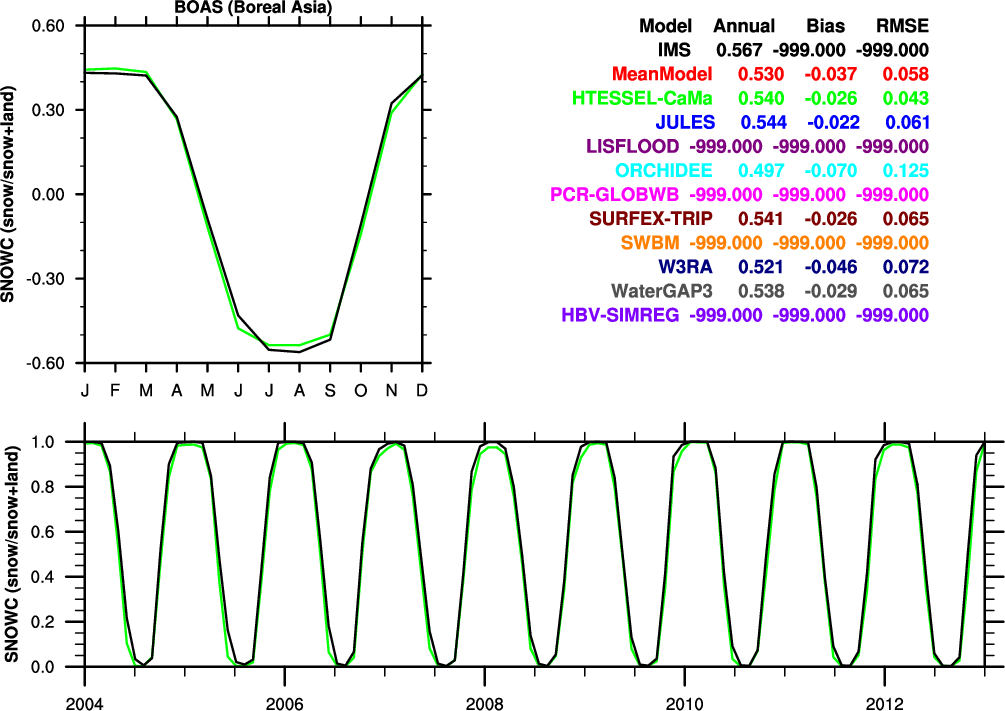 BOAS (Boreal Asia)
SNOWC (snow/snow+land)
0.60
0.30
0.00
-0.30
-0.60
J F M A M J J A S O N D
Model Annual Bias RMSE
IMS 0.567 -999.000 -999.000
MeanModel 0.530 -0.037 0.058
HTESSEL-CaMa 0.540 -0.026 0.043
JULES 0.544 -0.022 0.061
LISFLOOD -999.000 -999.000 -999.000
ORCHIDEE 0.497 -0.070 0.125
PCR-GLOBWB -999.000 -999.000 -999.000
SURFEX-TRIP 0.541 -0.026 0.065
SWBM -999.000 -999.000 -999.000
W3RA 0.521 -0.046 0.072
WaterGAP3 0.538 -0.029 0.065
HBV-SIMREG -999.000 -999.000 -999.000
SNOWC (snow/snow+land)
1.0
0.8
0.6
0.4
0.2
0.0
2004 2006 2008 2010 2012